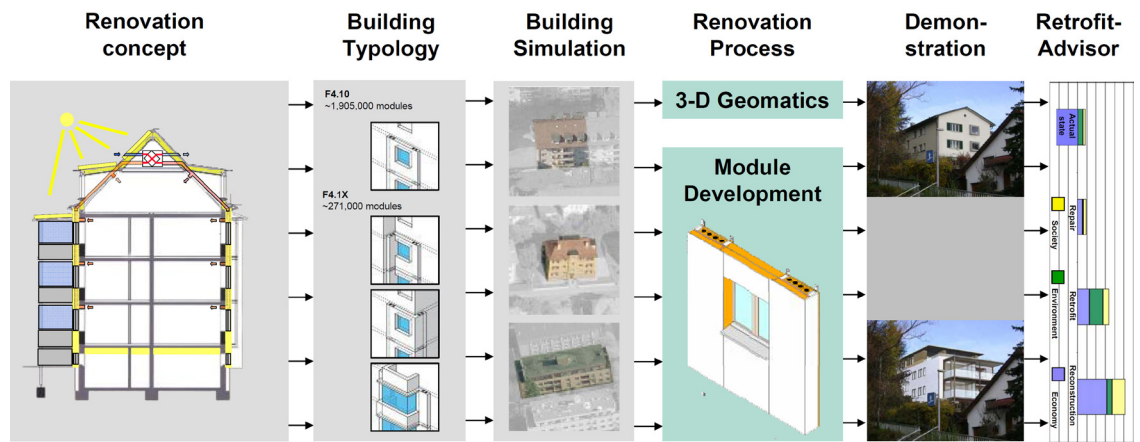 Renovation
concept
Building
Typology
Building
Simulation
Renovation
Process
Demon-
stration
Retrofit-
Advisor
F4.10
~1,905,000 modules
F4.1X
~271,000 modules
3-D Geomatics
Module
Development
Actual
state
Repair
Retrofit
Reconstruction
Society
Environment
Economy